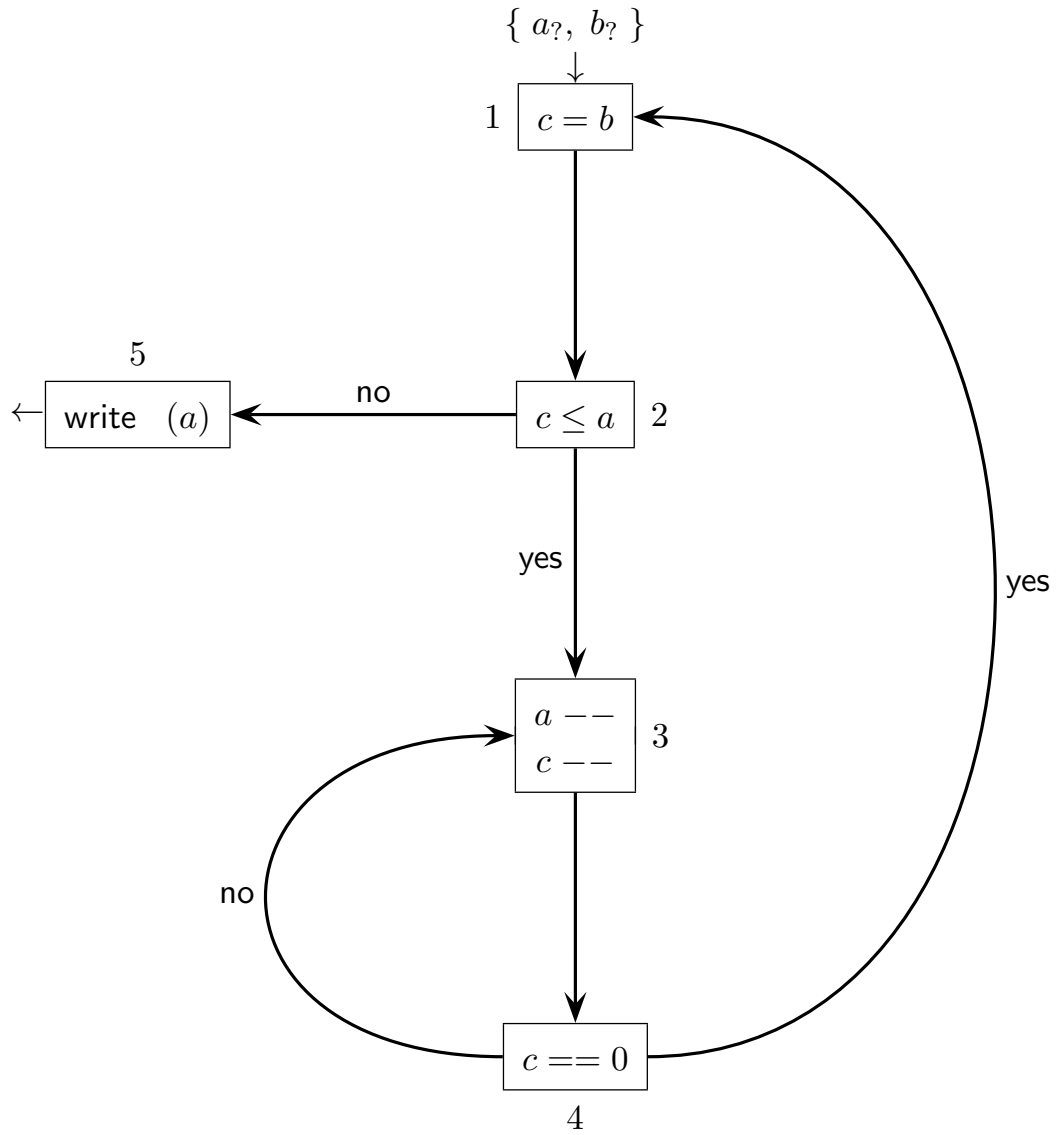 { a?, b? }
↓
1
c = b
5
← write (a)
no
c ≤ a
2
yes
yes
a −−
c −−
3
no
c == 0
4